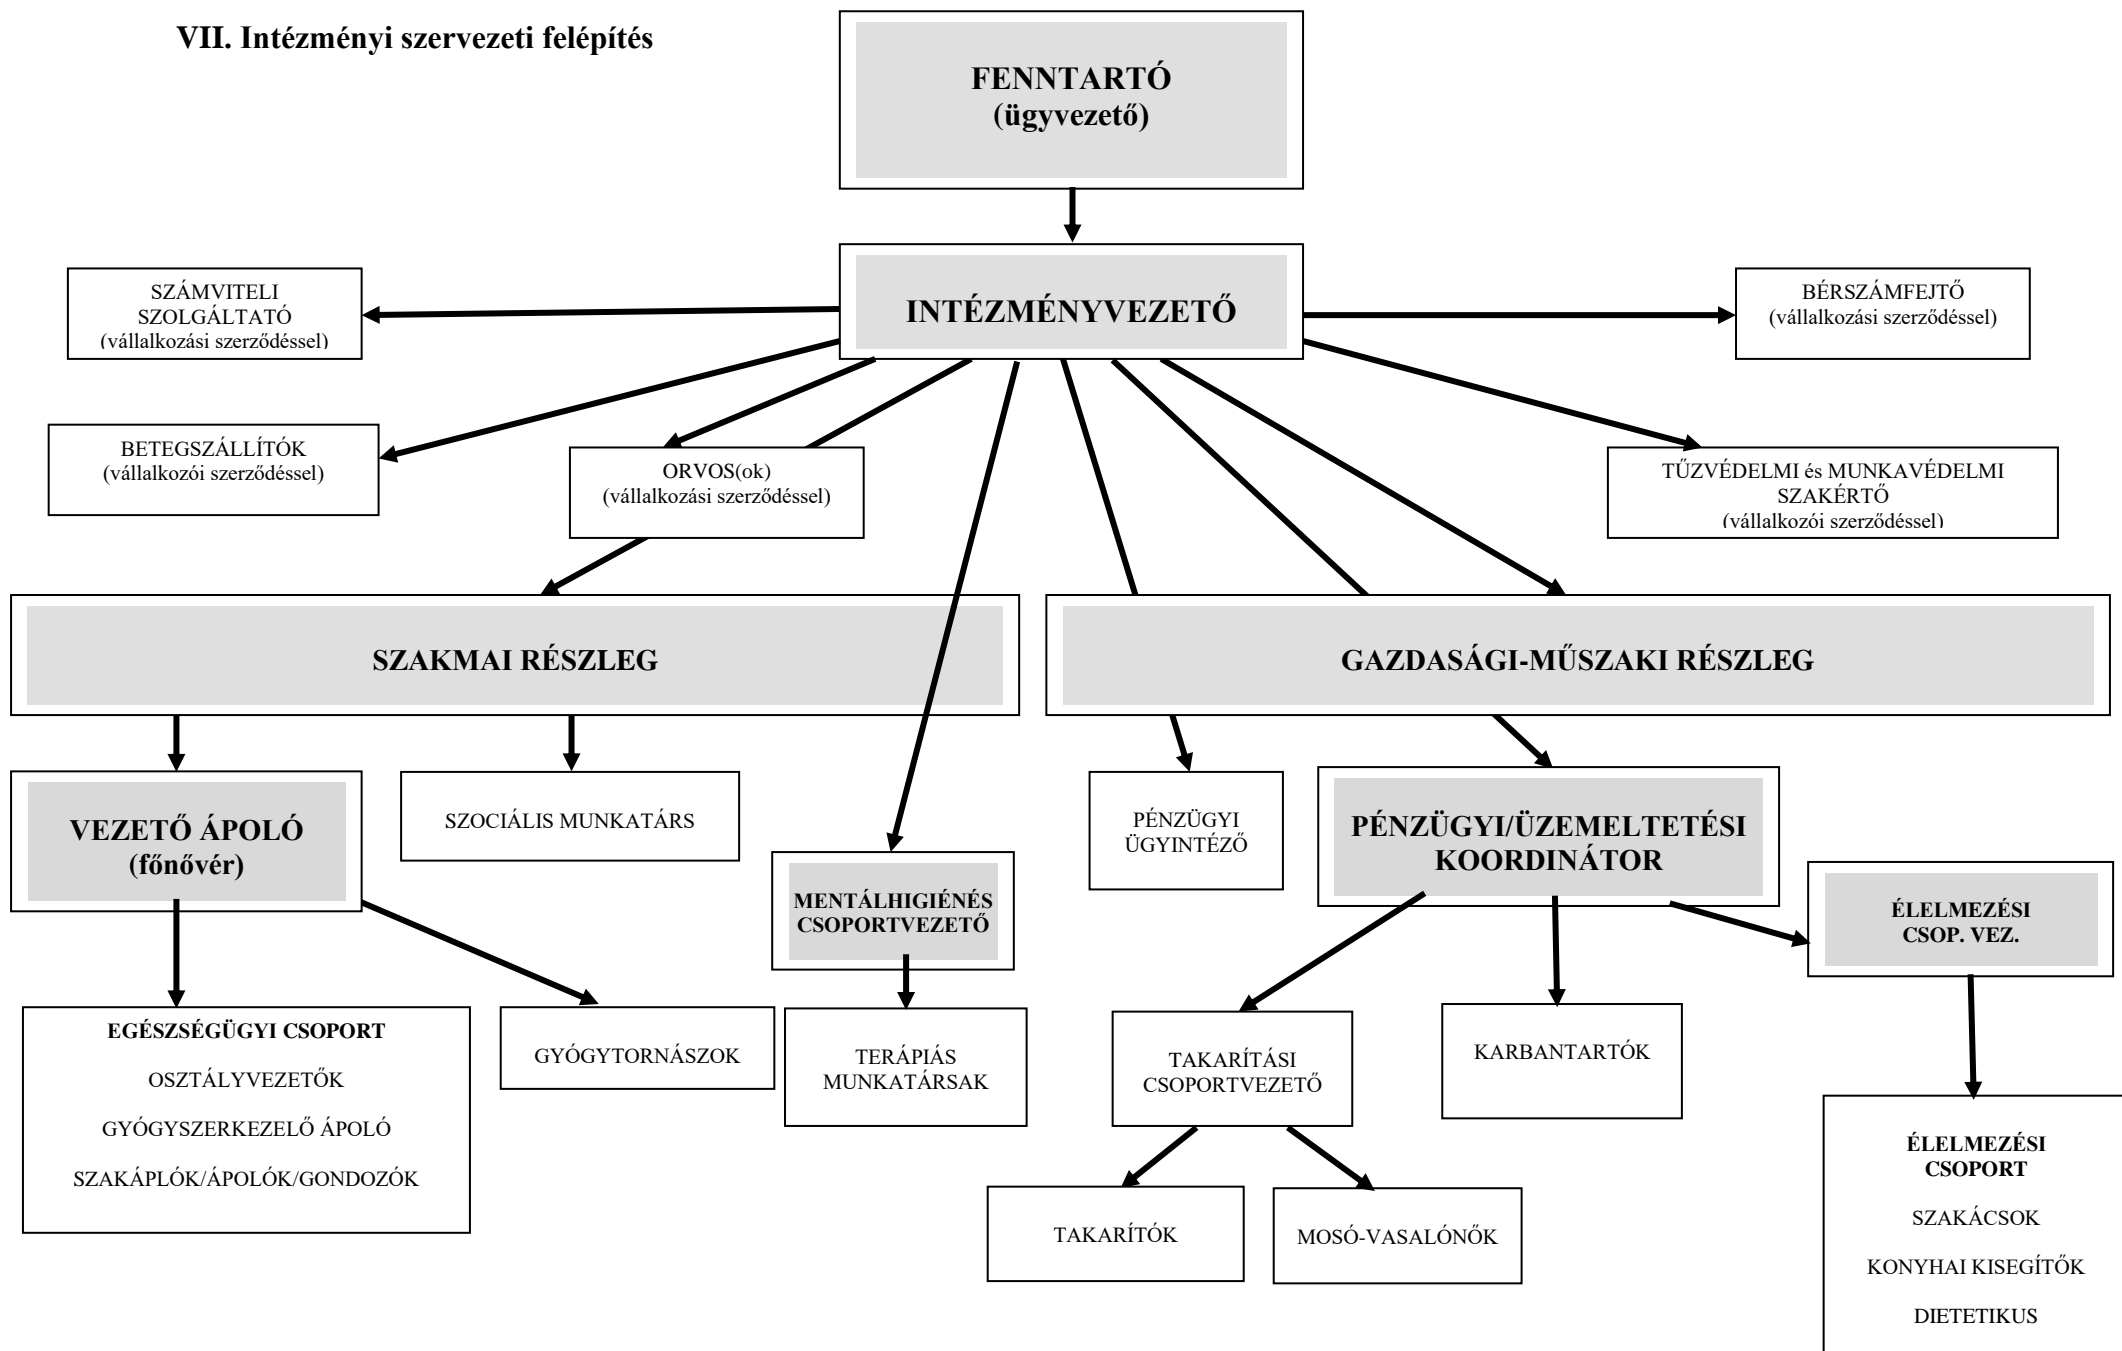 VII. Intézményi szervezeti felépítés
FENNTARTÓ
(ügyvezető)
INTÉZMÉNYVEZETŐ
SZÁMVITELI
SZOLGÁLTATÓ
(vállalkozási szerződéssel)
BÉRSZÁMFEJTŐ
(vállalkozási szerződéssel)
BETEGSZÁLLÍTÓK
(vállalkozói szerződéssel)
ORVOS(ok)
(vállalkozási szerződéssel)
TŰZVÉDELMI és MUNKAVÉDELMI
SZAKÉRTŐ
(vállalkozói szerződéssel)
SZAKMAI RÉSZLEG
GAZDASÁGI-MŰSZAKI RÉSZLEG
VEZETŐ ÁPOLÓ
(főnővér)
SZOCIÁLIS MUNKATÁRS
MENTÁLHIGIÉNÉS
CSOPORTVEZETŐ
PÉNZÜGYI
ÜGYINTÉZŐ
PÉNZÜGYI/ÜZEMELTETÉSI
KOORDINÁTOR
ÉLELMEZÉSI
CSOP. VEZ.
EGÉSZSÉGÜGYI CSOPORT
OSZTÁLYVEZETŐK
GYÓGYSZERKEZELŐ ÁPOLÓ
SZAKÁPLÓK/ÁPOLÓK/GONDOZÓK
GYÓGYTORNÁSZOK
TERÁPIÁS
MUNKATÁRSAK
TAKARÍTÁSI
CSOPORTVEZETŐ
KARBANTARTÓK
TAKARÍTÓK
MOSÓ-VASALÓNŐK
ÉLELMEZÉSI
CSOPORT
SZAKÁCSOK
KONYHAI KISEGÍTŐK
DIETETIKUS